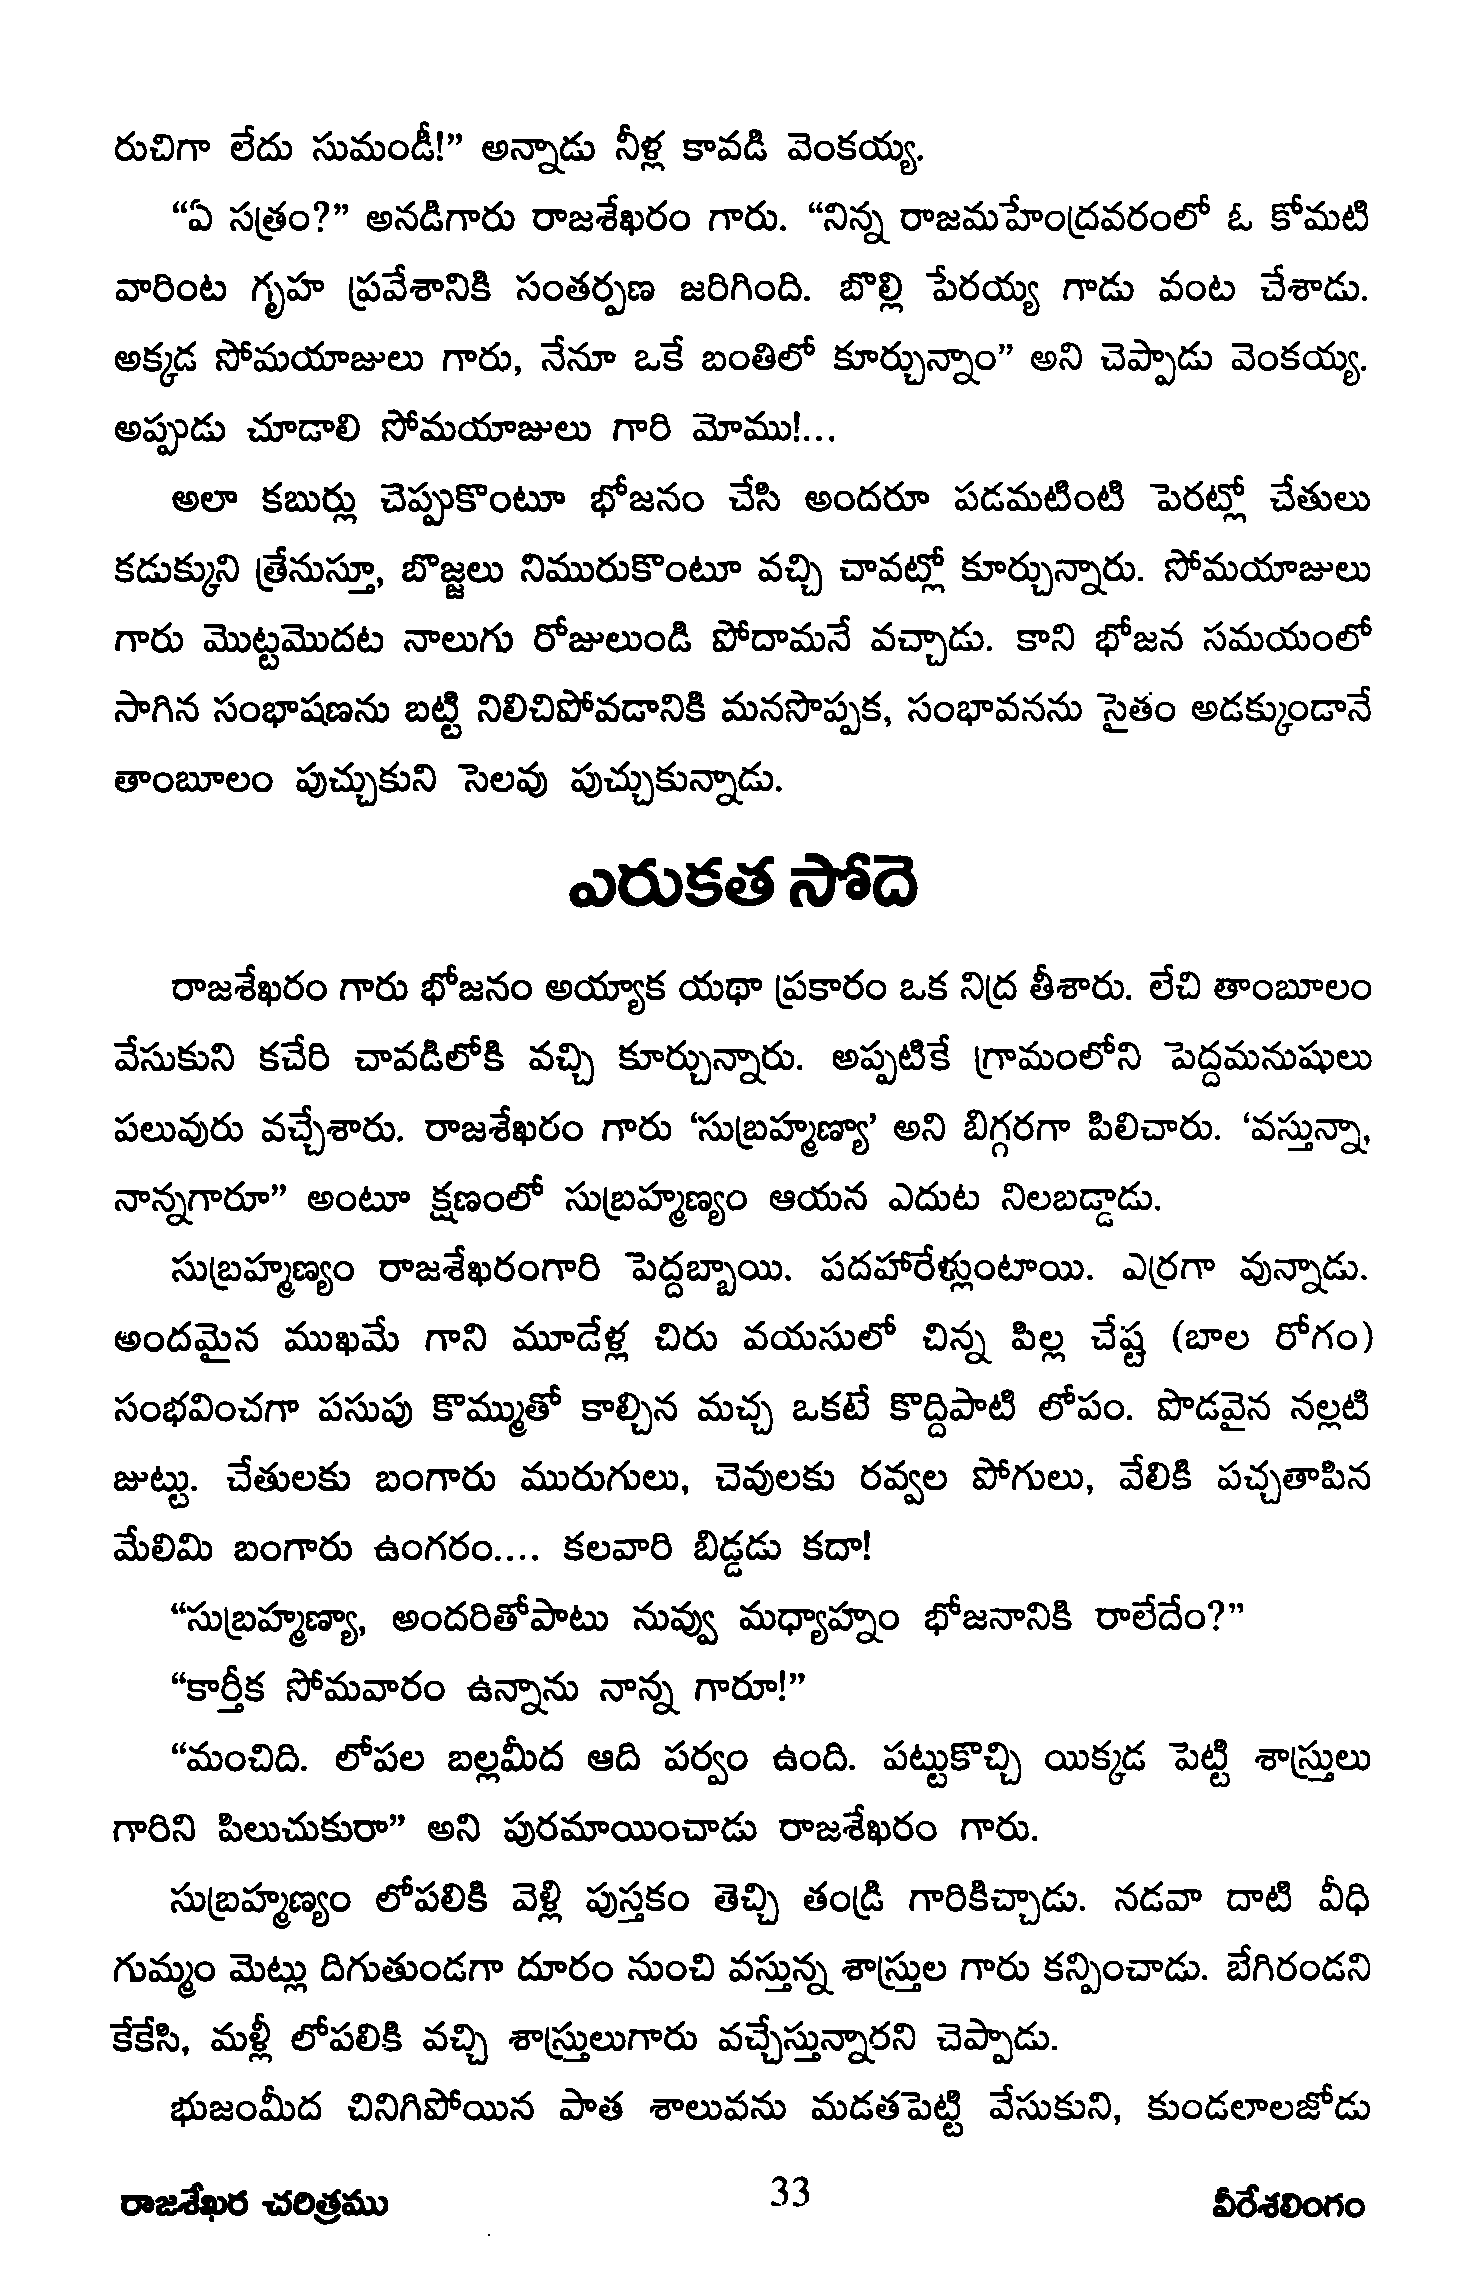 రుచిగా లేదు సుమండీ!” అన్నాడు నీళ్ల కావడి వెంకయ్య.
“ఏ సత్రం?” అనడిగారు రాజశేఖరం గారు. “నిన్న రాజమహేంద్రవరంలో ఓ కోమటి
వారింట గృహ ప్రవేశానికి సంతర్పణ జరిగింది. బొల్లి పేరయ్య గాడు వంట చేశాడు.
అక్కడ సోమయాజులు గారు, నేనూ ఒకే బంతిలో కూర్చున్నాం” అని చెప్పాడు వెంకయ్య.
అప్పుడు చూడాలి సోమయాజులు గారి మోము!...
అలా కబుర్లు చెప్పుకొంటూ భోజనం చేసి అందరూ పడమటింటి పెరట్లో చేతులు
కడుక్కుని త్రేనుస్తూ, బొజ్జలు నిమురుకొంటూ వచ్చి చావట్లో కూర్చున్నారు. సోమయాజులు
గారు మొట్టమొదట నాలుగు రోజులుండి పోదామనే వచ్చాడు. కాని భోజన సమయంలో
సాగిన సంభాషణను బట్టి నిలిచిపోవడానికి మనసొప్పక, సంభావనను సైతం అడక్కుండానే
తాంబూలం పుచ్చుకుని సెలవు పుచ్చుకున్నాడు.
ఎరుకత సోదె
రాజశేఖరం గారు భోజనం అయ్యాక యథా ప్రకారం ఒక నిద్ర తీశారు. లేచి తాంబూలం
వేసుకుని కచేరి చావడిలోకి వచ్చి కూర్చున్నారు. అప్పటికే గ్రామంలోని పెద్దమనుషులు
పలువురు వచ్చేశారు. రాజశేఖరం గారు ‘సుబ్రహ్మణ్యా’ అని బిగ్గరగా పిలిచారు. ‘వస్తున్నా,
నాన్నగారూ” అంటూ క్షణంలో సుబ్రహ్మణ్యం ఆయన ఎదుట నిలబడ్డాడు.
సుబ్రహ్మణ్యం రాజశేఖరంగారి పెద్దబ్బాయి. పదహారేళ్లుంటాయి. ఎర్రగా వున్నాడు.
అందమైన ముఖమే గాని మూడేళ్ల చిరు వయసులో చిన్న పిల్ల చేష్ట (బాల రోగం)
సంభవించగా పసుపు కొమ్ముతో కాల్చిన మచ్చ ఒకటే కొద్దిపాటి లోపం. పొడవైన నల్లటి
జుట్టు. చేతులకు బంగారు మురుగులు, చెవులకు రవ్వల పోగులు, వేలికి పచ్చతాపిన
మేలిమి బంగారు ఉంగరం.... కలవారి బిడ్డడు కదా!
“సుబ్రహ్మణ్యా, అందరితోపాటు నువ్వు మధ్యాహ్నం భోజనానికి రాలేదేం?”
“కార్తీక సోమవారం ఉన్నాను నాన్న గారూ!”
“మంచిది. లోపల బల్లమీద ఆది పర్వం ఉంది. పట్టుకొచ్చి యిక్కడ పెట్టి శాస్త్రులు
గారిని పిలుచుకురా” అని పురమాయించాడు రాజశేఖరం గారు.
సుబ్రహ్మణ్యం లోపలికి వెళ్లి పుస్తకం తెచ్చి తండ్రి గారికిచ్చాడు. నడవా దాటి వీధి
గుమ్మం మెట్లు దిగుతుండగా దూరం నుంచి వస్తున్న శాస్త్రుల గారు కన్పించాడు. బేగిరండని
కేకేసి, మళ్లీ లోపలికి వచ్చి శాస్త్రులుగారు వచ్చేస్తున్నారని చెప్పాడు.
భుజంమీద చినిగిపోయిన పాత శాలువను మడతపెట్టి వేసుకుని, కుండలాలజోడు
రాజశేఖర చరిత్రము 33 వీరేశలింగం